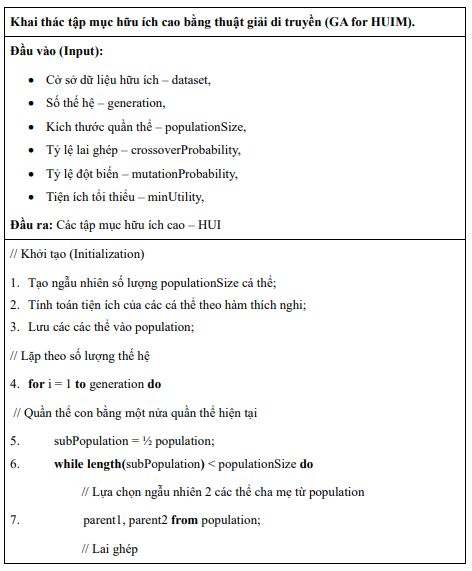 Khai thác tập mục hữu ích cao bằng thuật giải di truyền (GA for HUIM).
Đầu vào (Input):
• Cở sở dữ liệu hữu ích – dataset,
• Số thế hệ – generation,
• Kích thước quần thể – populationSize,
• Tỷ lệ lai ghép – crossoverProbability,
• Tỷ lệ đột biến – mutationProbability,
• Tiện ích tối thiểu – minUtility,
Đầu ra: Các tập mục hữu ích cao – HUI
// Khởi tạo (Initialization)
1. Tạo ngẫu nhiên số lượng populationSize cá thể;
2. Tính toán tiện ích của các cá thể theo hàm thích nghi;
3. Lưu các các thể vào population;
// Lặp theo số lượng thế hệ
4. for i = 1 to generation do
// Quần thể con bằng một nửa quần thể hiện tại
5. subPopulation = ½ population;
6. while length(subPopulation) < populationSize do
// Lựa chọn ngẫu nhiên 2 các thể cha mẹ từ population
7. parent1, parent2 from population;
// Lai ghép